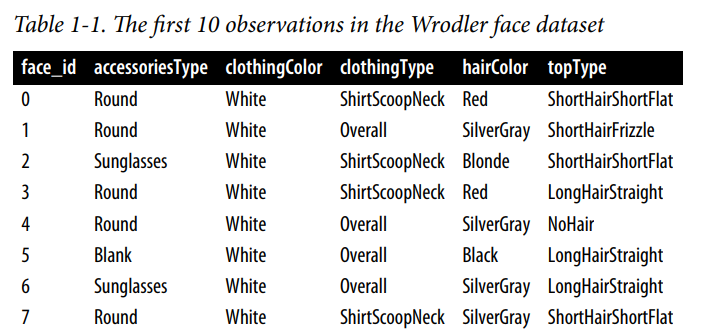 Table 1-1. The first 10 observations in the Wrodler face dataset
face_id accessoriesType clothingColor clothingType hairColor topType
0 Round White ShirtScoopNeck Red ShortHairShortFlat
1 Round White Overall SilverGray ShortHairFrizzle
2 Sunglasses White ShirtScoopNeck Blonde ShortHairShortFlat
3 Round White ShirtScoopNeck Red LongHairStraight
4 Round White Overall SilverGray NoHair
5 Blank White Overall Black LongHairStraight
6 Sunglasses White Overall SilverGray LongHairStraight
7 Round White ShirtScoopNeck SilverGray ShortHairShortFlat